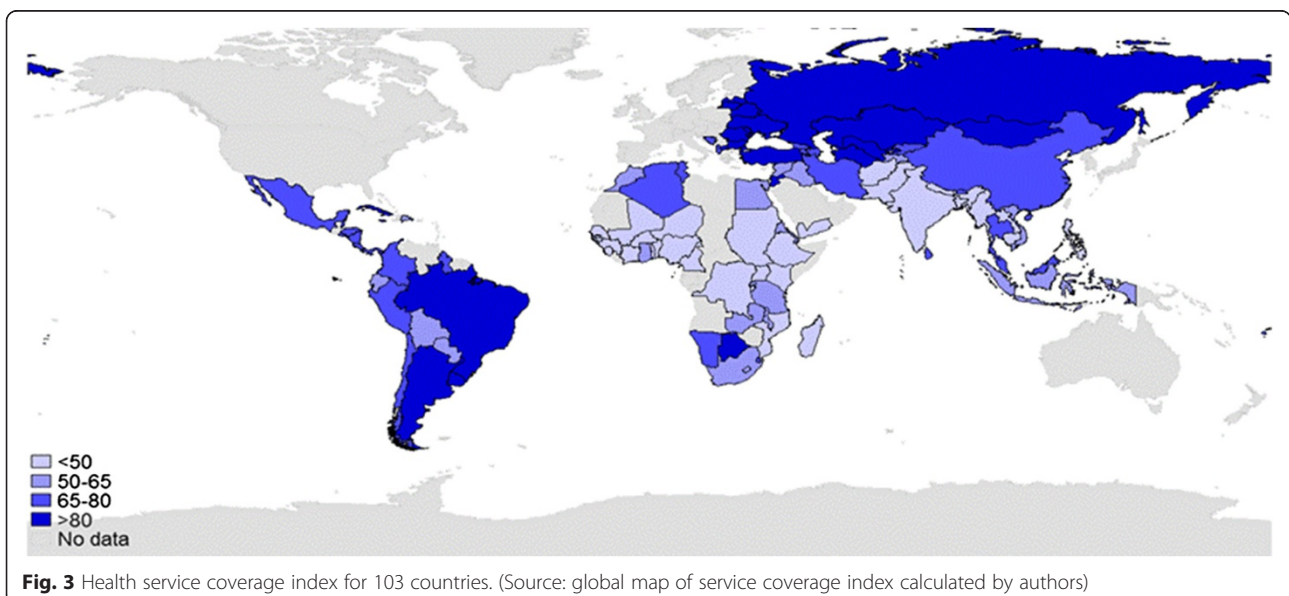 <50
50-65
65-80
>80
No data
Fig. 3 Health service coverage index for 103 countries. (Source: global map of service coverage index calculated by authors)